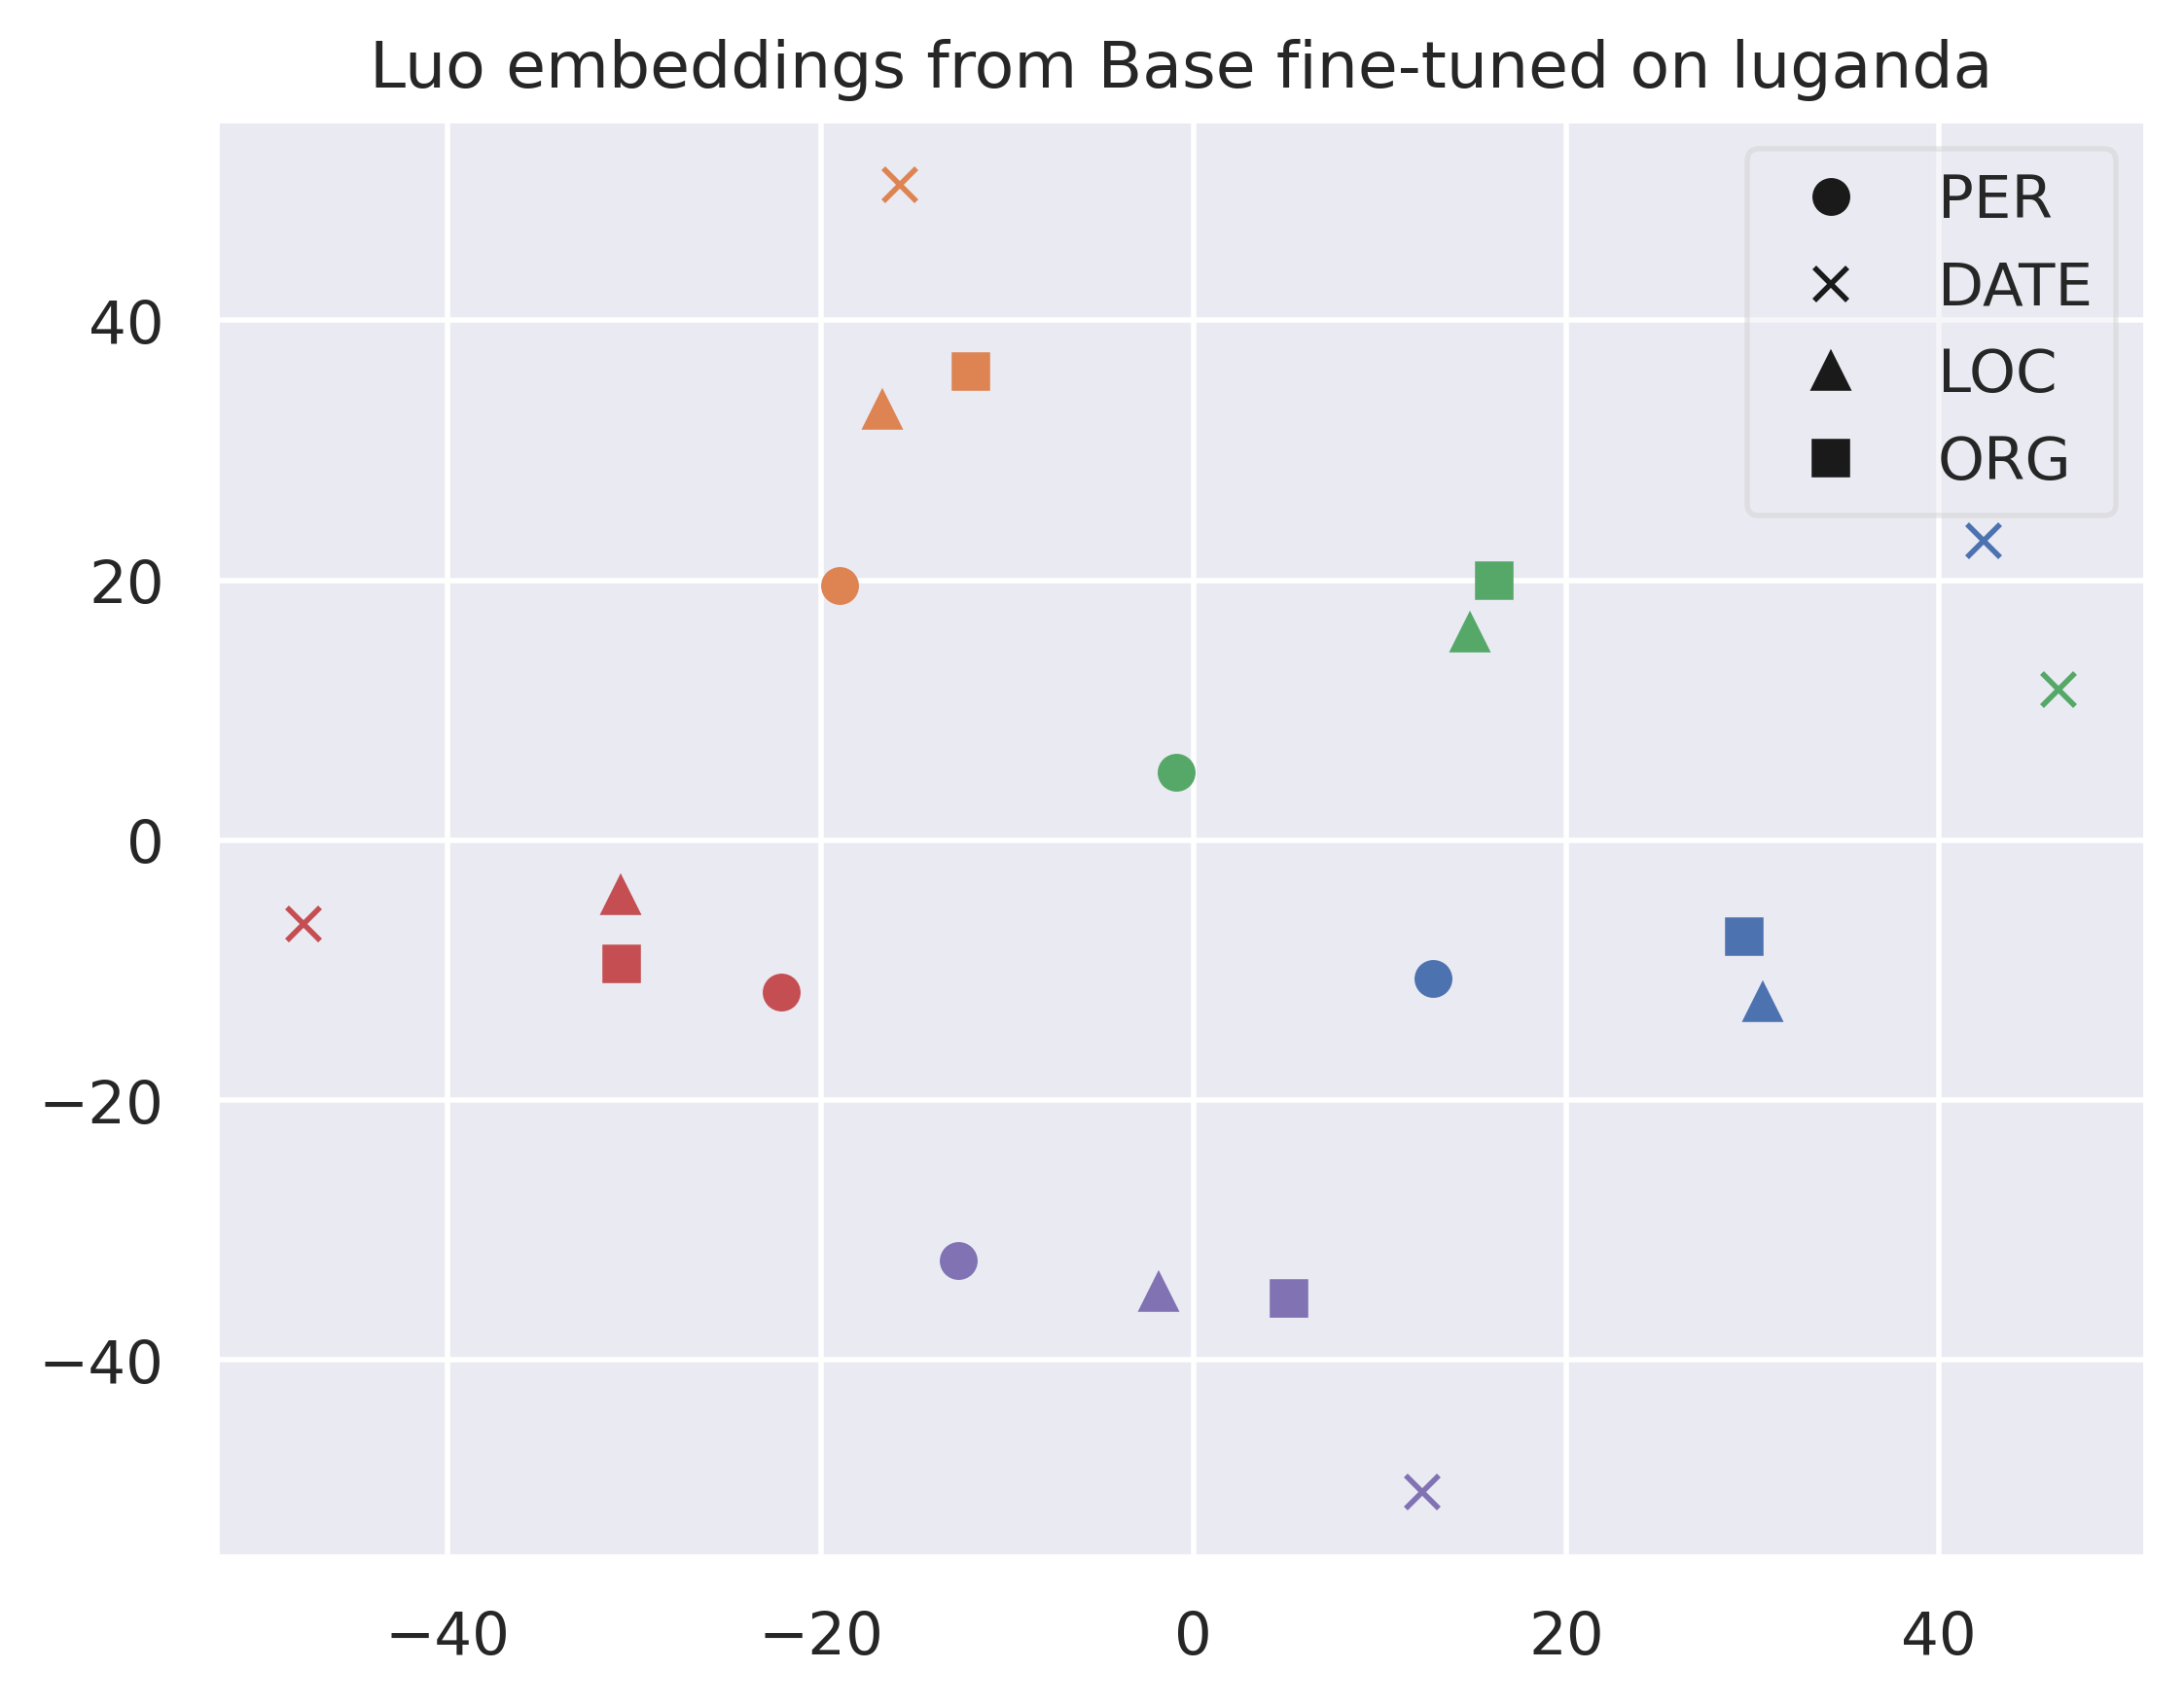 Luo embeddings from Base fine-tuned on luganda
PER
DATE
LOC
ORG
40
20
0
−20
−40
−40 −20 0 20 40